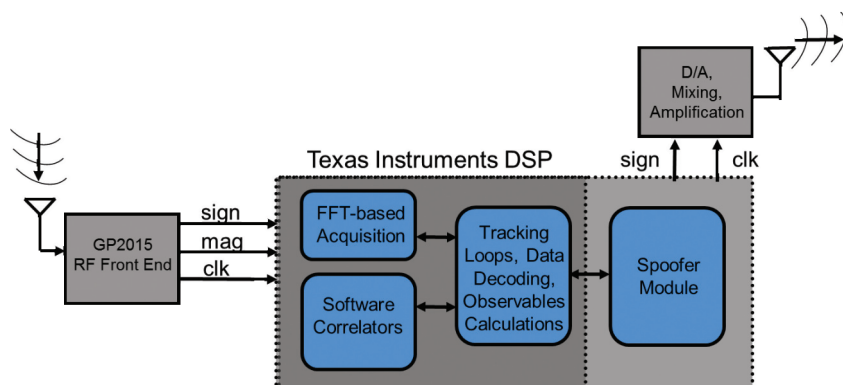 D/A,
Mixing,
Amplification
Texas Instruments DSP
sign
clk
sign
mag
clk
GP2015
RF Front End
FFT-based
Acquisition
Software
Correlators
Tracking
Loops, Data
Decoding,
Observables
Calculations
Spoofer
Module